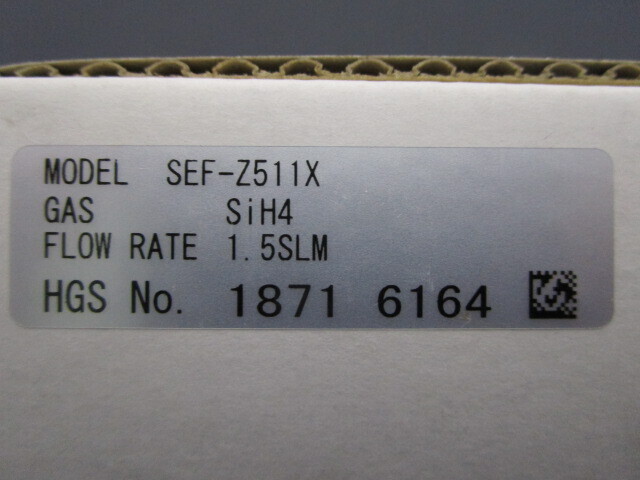 MODEL SEF-Z511X
GAS SiH4
FLOW RATE 1.5SLM
HGS No. 1871 6164